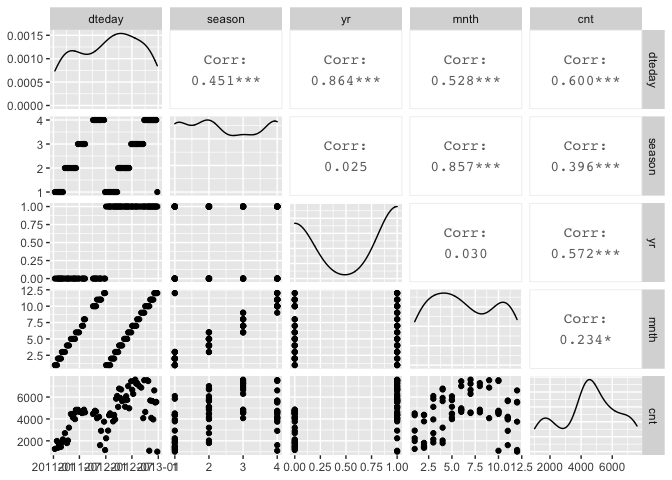 dteday season yr mnth cnt
0.0015
0.0010
0.0005
0.0000
Corr:
0.451***
Corr:
0.864***
Corr:
0.528***
Corr:
0.600***
dteday
4
3
2
1
Corr:
0.025
Corr:
0.857***
Corr:
0.396***
season
1.00
0.75
0.50
0.25
0.00
Corr:
0.030
Corr:
0.572***
yr
12.5
10.0
7.5
5.0
2.5
Corr:
0.234*
mnth
6000
4000
2000
cnt
1 2 3 4
0.00 0.25 0.50 0.75 1.00
2.5 5.0 7.5 10.0 12.5
2000 4000 6000